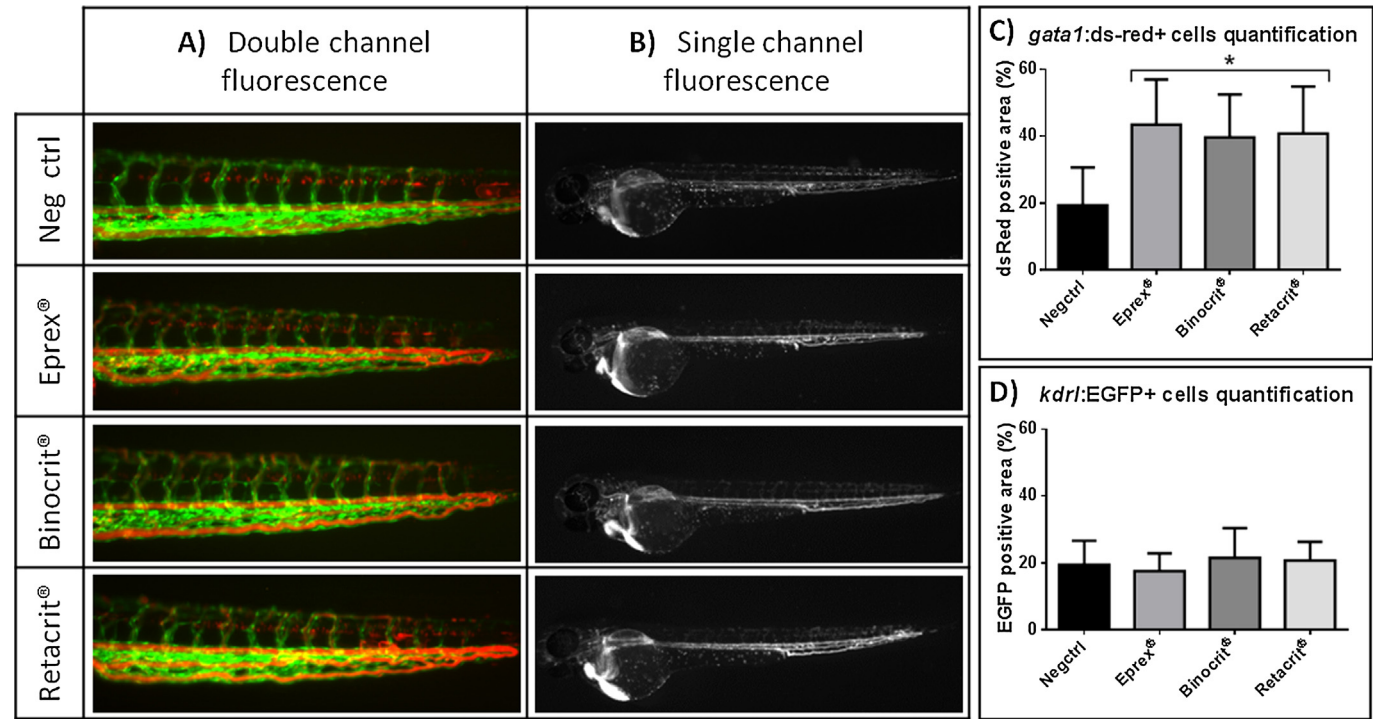 A) Double channel
fluorescence
B) Single channel
fluorescence
Neg ctrl
Eprex®
Binocrit®
Retacrit®
C) gata1:ds-red+ cells quantification
dsRed positive area (%)
60
40
20
0
*
Negctrl
Eprex®
Binocrit®
Retacrit®
D) kdrl:EGFP+ cells quantification
EGFP positive area (%)
60
40
20
0
Negctrl
Eprex®
Binocrit®
Retacrit®